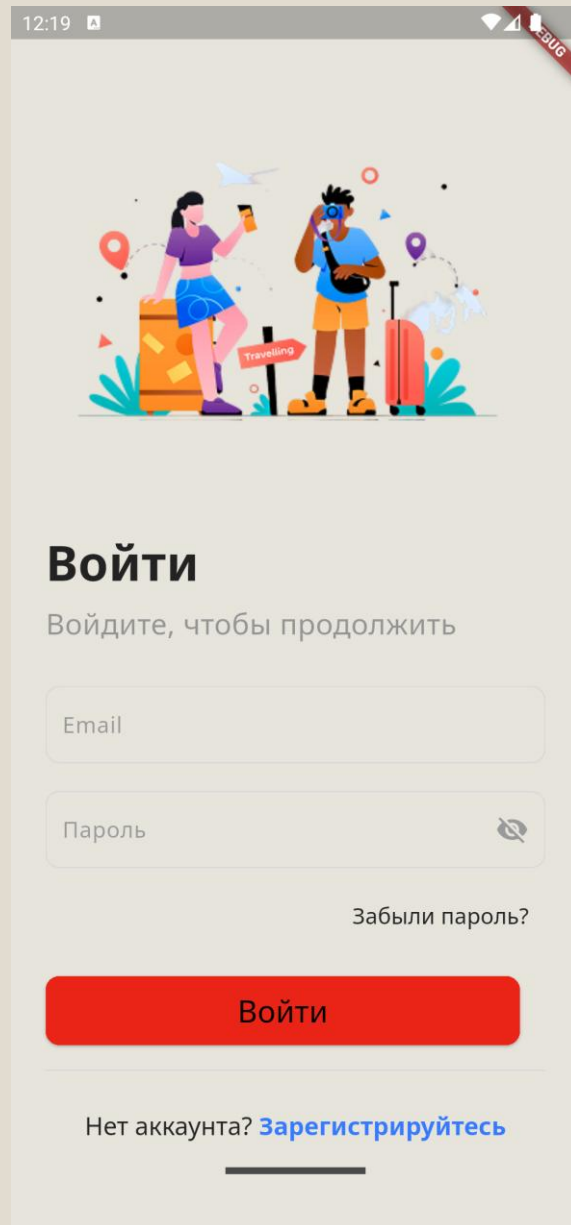 12:19
DEBUG
Travelling
Войти
Войдите, чтобы продолжить
Email
Пароль
Забыли пароль?
Войти
Нет аккаунта? Зарегистрируйтесь